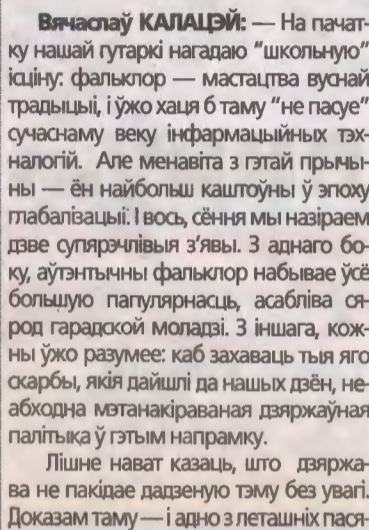 Вячаслаў КАЛАЦЭЙ: — На пачат-
ку нашай гутаркі нагадаю “школьную”
ісціну: фальклор — мастацтва вуснай
традыцыі, і ўжо хаця б таму “не пасуе”
сучаснаму веку інфармацыйных тэх-
налогій. Але менавіта з гэтай прычы-
ны — ён найбольш каштоўны ў эпоху
глабалізацыі. І вось, сёння мы назіраем
дзве супярэчлівыя з’явы. З аднаго бо-
ку, аўтэнтычны фальклор набывае ўсё
большую папулярнасць, асабліва ся-
род гарадской моладзі. З іншага, кож-
ны ўжо разумее: каб захаваць тыя яго
скарбы, якія дайшлі да нашых дзён, не-
абходна мэтанакіраваная дзяржаўная
палітыка ў гэтым напрамку.
Лішне нават казаць, што дзяржа-
ва не пакідае дадзеную тэму без увагі.
Доказам таму — і адно з леташніх пася-